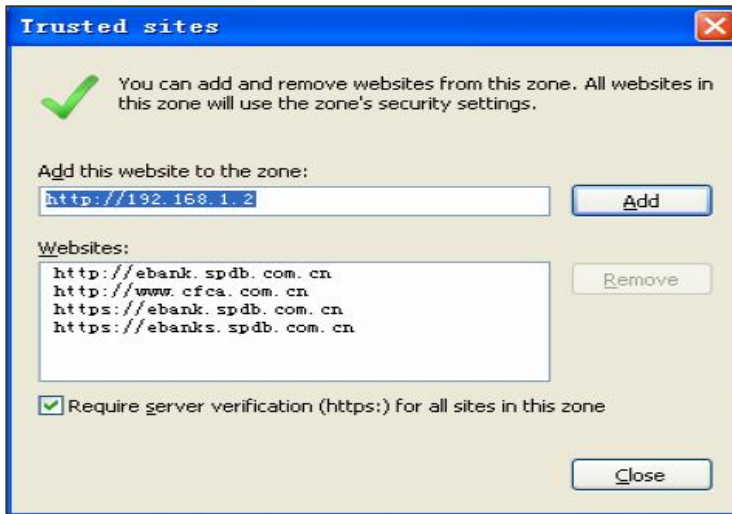 Trusted sites
You can add and remove websites from this zone. All websites in
this zone will use the zone's security settings.
Add this website to the zone:
http://192.168.1.2
Add
Websites:
http://ebank.spdb.com.cn
http://www.cfca.com.cn
https://ebank.spdb.com.cn
https://ebanks.spdb.com.cn
Remove
Require server verification (https:) for all sites in this zone
Close